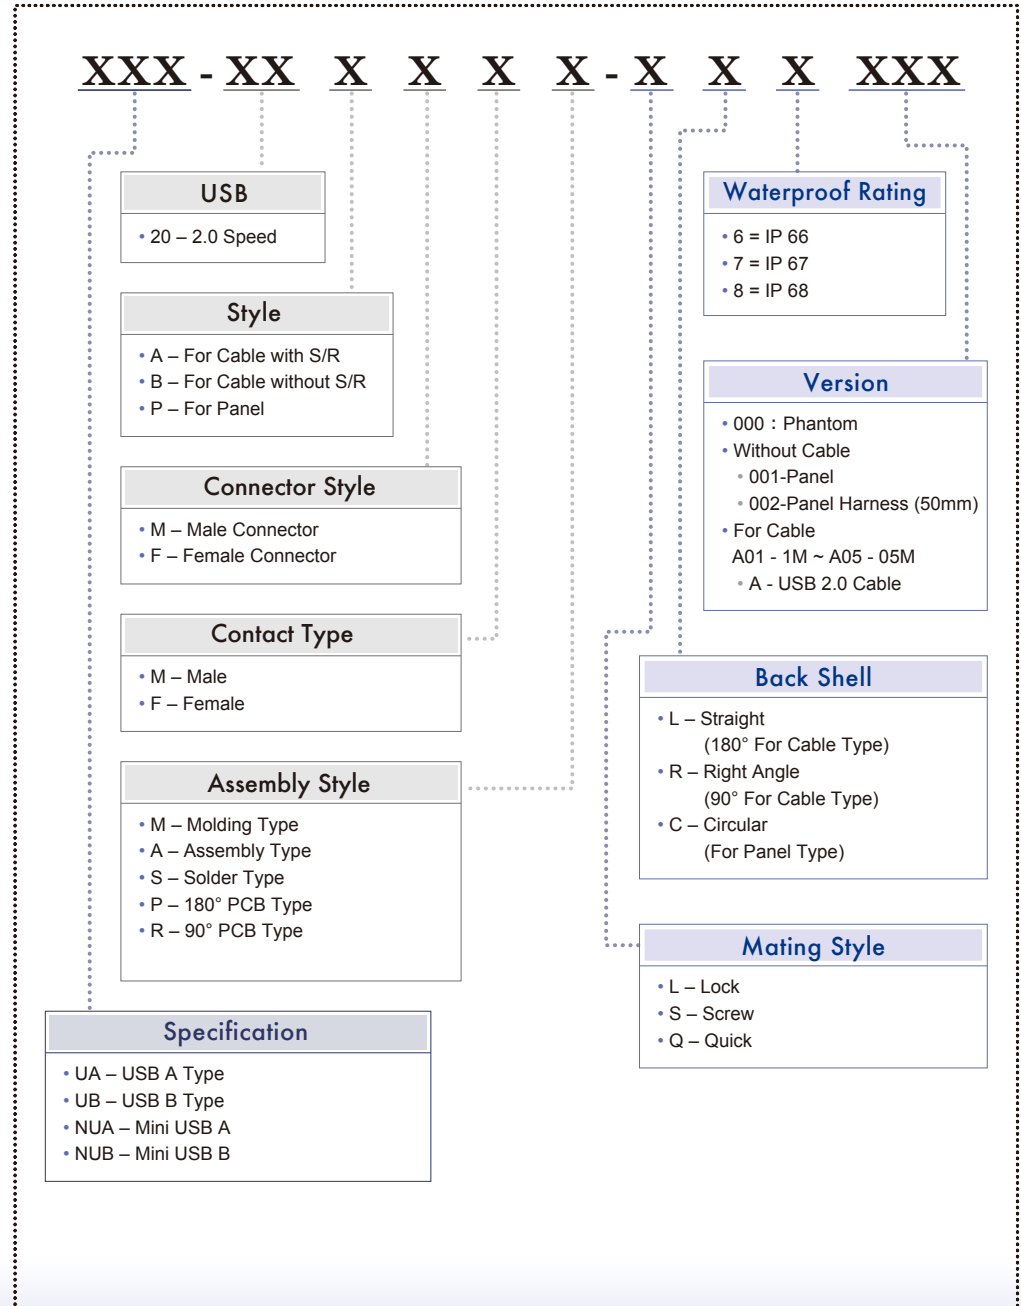 XXX - XX X X X X - X X X XXX
USB
• 20 – 2.0 Speed
Style
• A – For Cable with S/R
• B – For Cable without S/R
• P – For Panel
Connector Style
• M – Male Connector
• F – Female Connector
Contact Type
• M – Male
• F – Female
Assembly Style
• M – Molding Type
• A – Assembly Type
• S – Solder Type
• P – 180° PCB Type
• R – 90° PCB Type
Specification
• UA – USB A Type
• UB – USB B Type
• NUA – Mini USB A
• NUB – Mini USB B
Waterproof Rating
• 6 = IP 66
• 7 = IP 67
• 8 = IP 68
Version
• 000：Phantom
• Without Cable
• 001-Panel
• 002-Panel Harness (50mm)
• For Cable
A01 - 1M ~ A05 - 05M
• A - USB 2.0 Cable
Back Shell
• L – Straight
(180° For Cable Type)
• R – Right Angle
(90° For Cable Type)
• C – Circular
(For Panel Type)
Mating Style
• L – Lock
• S – Screw
• Q – Quick